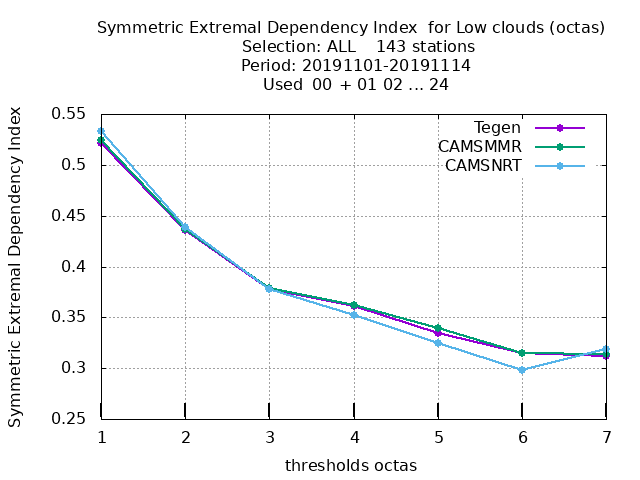 Symmetric Extremal Dependency Index  for Low clouds (octas)
Selection: ALL    143 stations
Period: 20191101-20191114
Used  00 + 01 02 ... 24
Symmetric Extremal Dependency Index
0.55
0.5
0.45
0.4
0.35
0.3
0.25
Tegen
CAMSMMR
CAMSNRT
1 2 3 4 5 6 7
thresholds octas